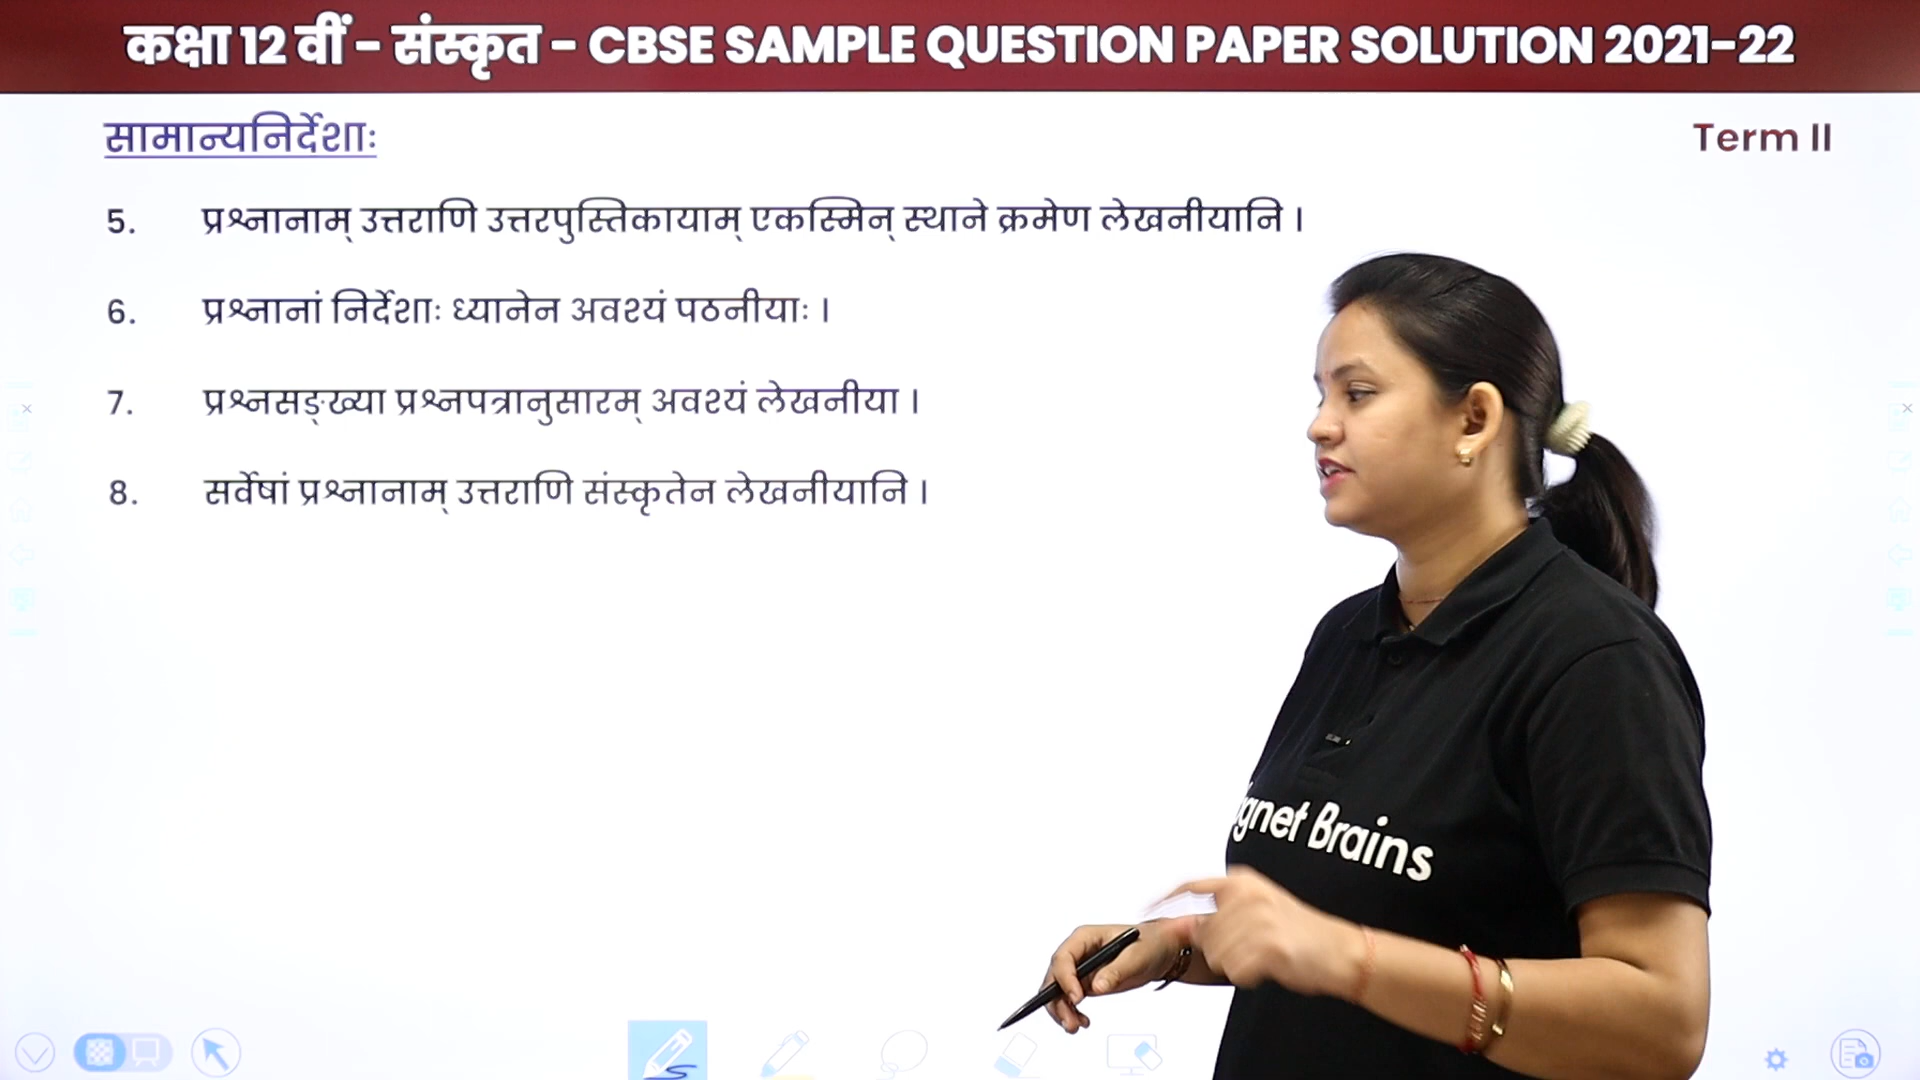 कक्षा 12 वीं - संस्कृत - CBSE SAMPLE QUESTION PAPER SOLUTION 2021-22
सामान्यनिर्देशाः
Term II
5. प्रश्नानाम् उत्तराणि उत्तरपुस्तिकायाम् एकस्मिन् स्थाने क्रमेण लेखनीयानि ।
6. प्रश्नानां निर्देशाः ध्यानेन अवश्यं पठनीयाः ।
7. प्रश्नसङ्ख्या प्रश्नपत्रानुसारम् अवश्यं लेखनीया ।
8. सर्वेषां प्रश्नानाम् उत्तराणि संस्कृतेन लेखनीयानि ।
gnet Brains